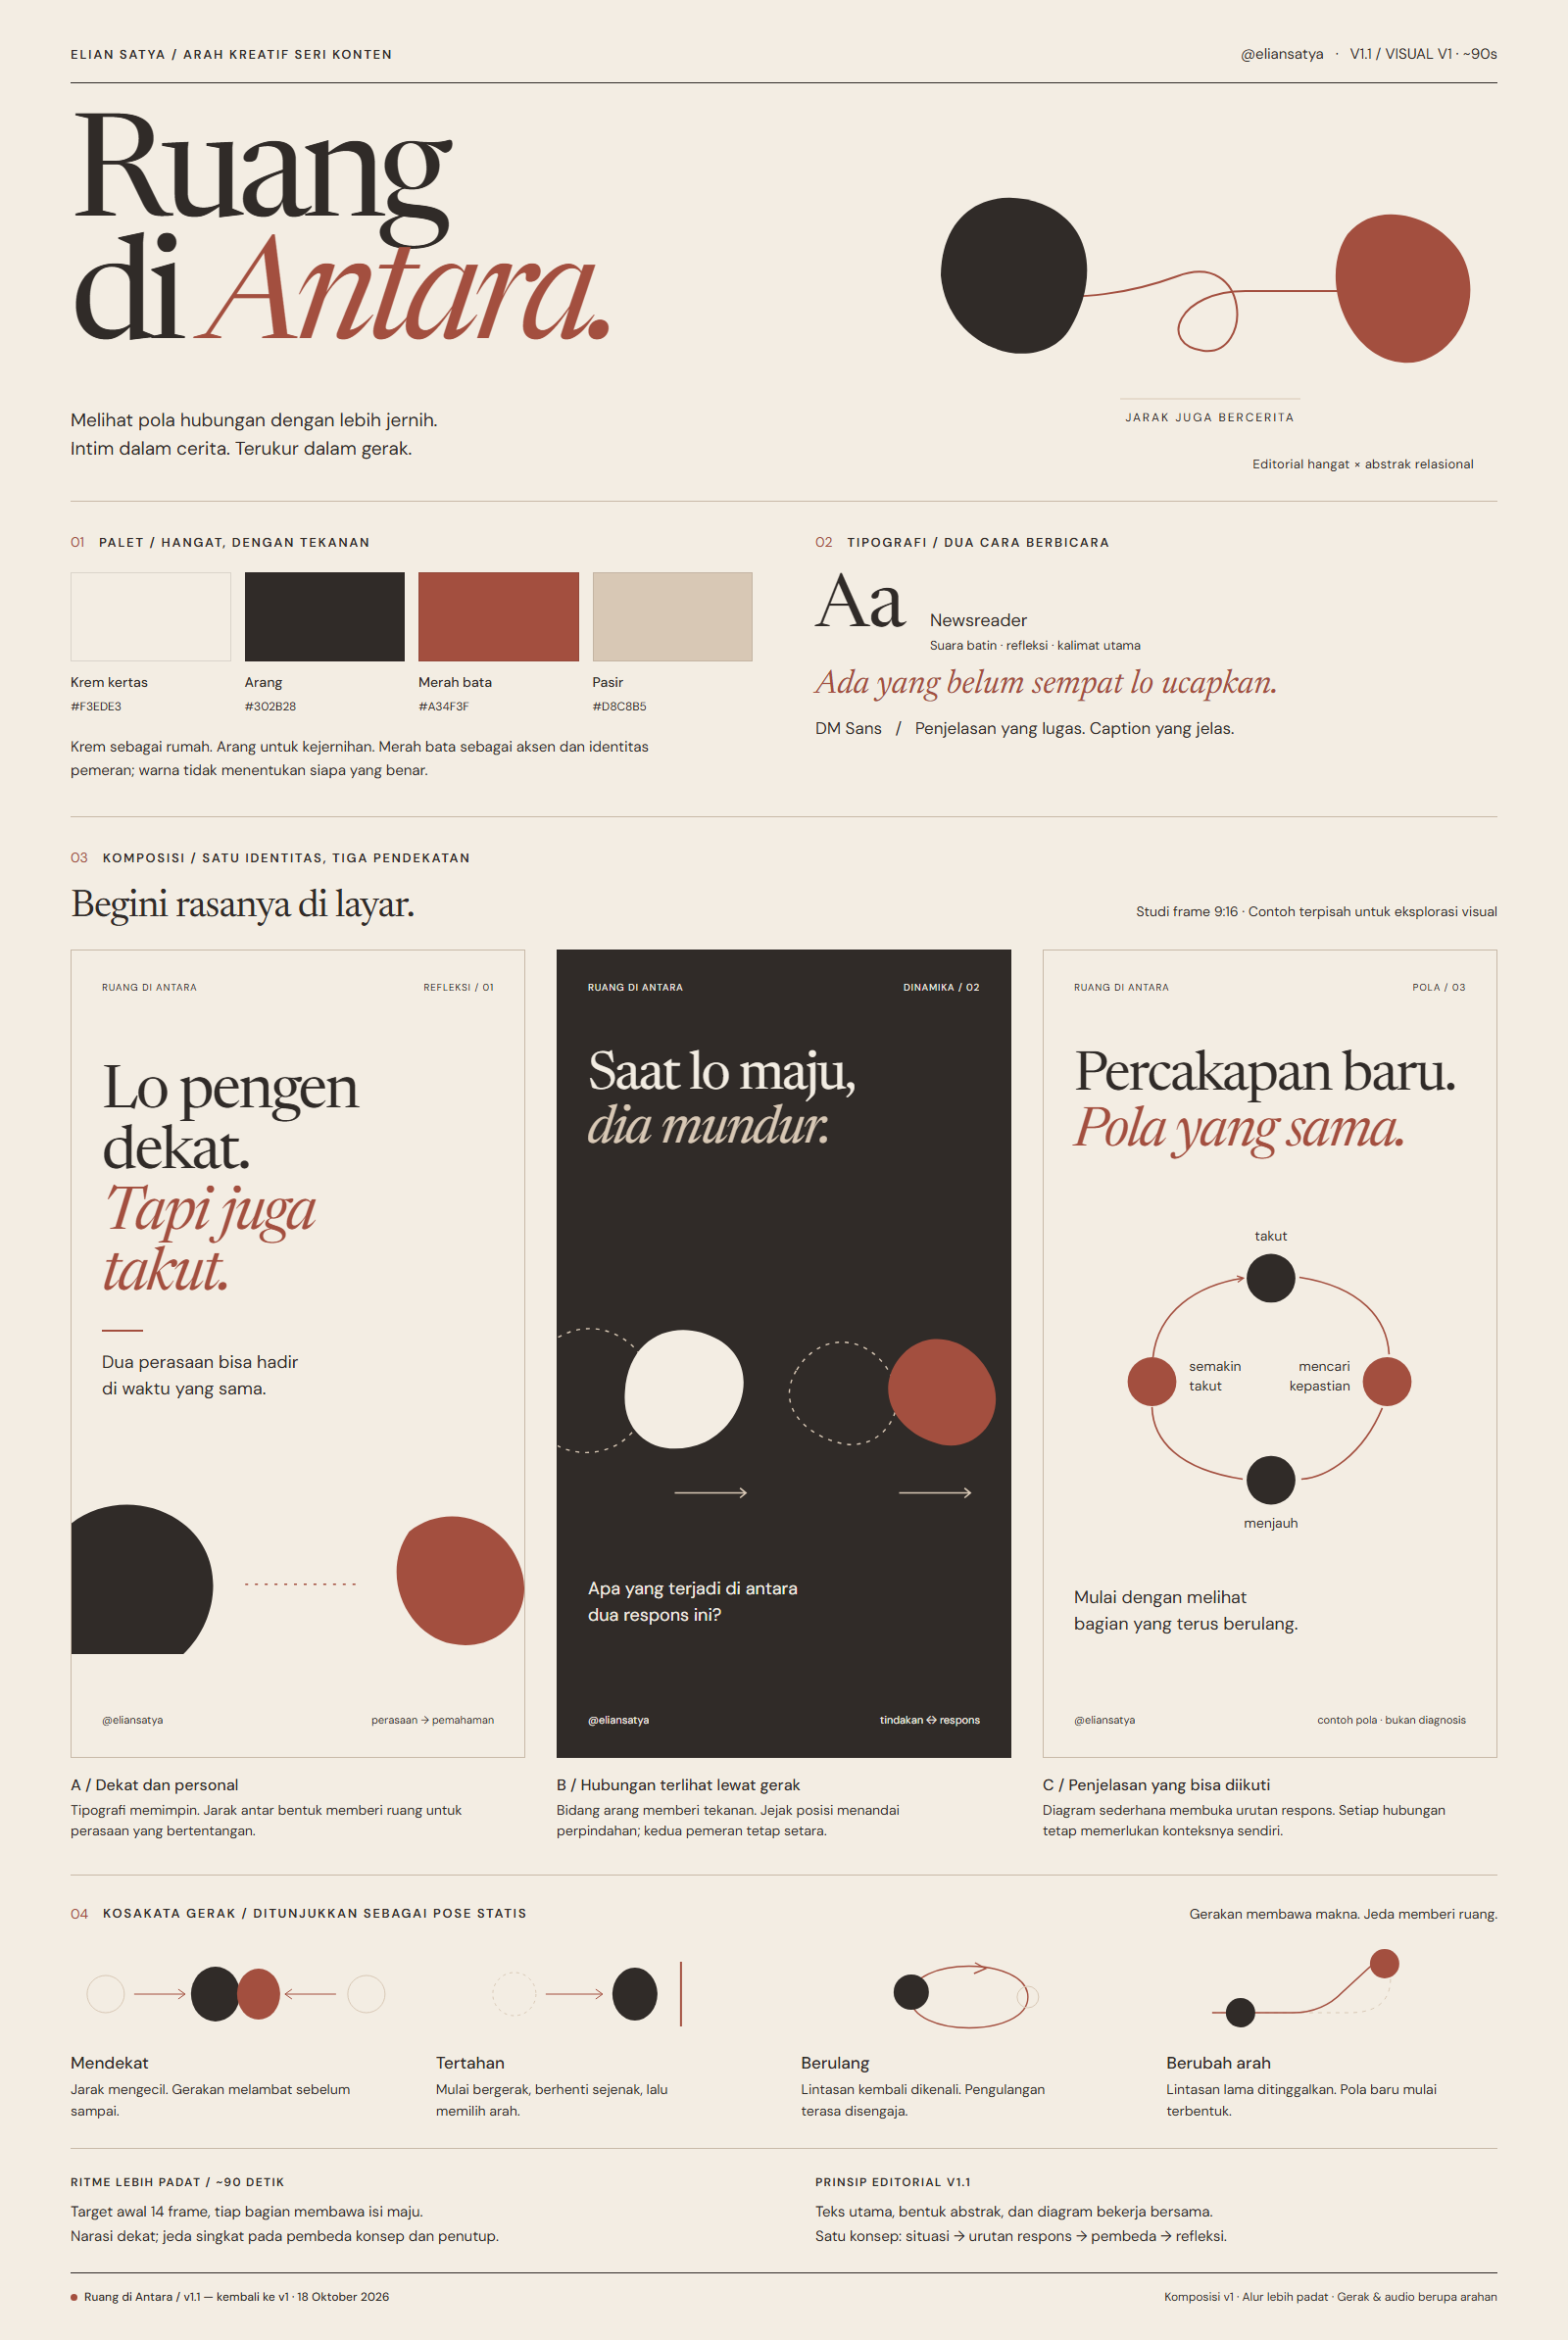 ELIAN SATYA / ARAH KREATIF SERI KONTEN
@eliansatya · V1.1 / VISUAL V1 · ~90s
Ruang
di Antara.
Melihat pola hubungan dengan lebih jernih.
Intim dalam cerita. Terukur dalam gerak.
JARAK JUGA BERCERITA
Editorial hangat × abstrak relasional
01 PALET / HANGAT, DENGAN TEKANAN
Krem kertas
#F3EDE3
Arang
#302B28
Merah bata
#A34F3F
Pasir
#D8C8B5
Krem sebagai rumah. Arang untuk kejernihan. Merah bata sebagai aksen dan identitas
pemeran; warna tidak menentukan siapa yang benar.
02 TIPOGRAFI / DUA CARA BERBICARA
Aa
Newsreader
Suara batin · refleksi · kalimat utama
Ada yang belum sempat lo ucapkan.
DM Sans / Penjelasan yang lugas. Caption yang jelas.
03 KOMPOSISI / SATU IDENTITAS, TIGA PENDEKATAN
Begini rasanya di layar.
Studi frame 9:16 · Contoh terpisah untuk eksplorasi visual
RUANG DI ANTARA
REFLEKSI / 01
Lo pengen
dekat.
Tapi juga
takut.
Dua perasaan bisa hadir
di waktu yang sama.
@eliansatya
perasaan → pemahaman
RUANG DI ANTARA
DINAMIKA / 02
Saat lo maju,
dia mundur.
Apa yang terjadi di antara
dua respons ini?
@eliansatya
tindakan ↔ respons
RUANG DI ANTARA
POLA / 03
Percakapan baru.
Pola yang sama.
takut
semakin
takut
mencari
kepastian
menjauh
Mulai dengan melihat
bagian yang terus berulang.
@eliansatya
contoh pola · bukan diagnosis
A / Dekat dan personal
Tipografi memimpin. Jarak antar bentuk memberi ruang untuk
perasaan yang bertentangan.
B / Hubungan terlihat lewat gerak
Bidang arang memberi tekanan. Jejak posisi menandai
perpindahan; kedua pemeran tetap setara.
C / Penjelasan yang bisa diikuti
Diagram sederhana membuka urutan respons. Setiap hubungan
tetap memerlukan konteksnya sendiri.
04 KOSAKATA GERAK / DITUNJUKKAN SEBAGAI POSE STATIS
Gerakan membawa makna. Jeda memberi ruang.
Mendekat
Jarak mengecil. Gerakan melambat sebelum
sampai.
Tertahan
Mulai bergerak, berhenti sejenak, lalu
memilih arah.
Berulang
Lintasan kembali dikenali. Pengulangan
terasa disengaja.
Berubah arah
Lintasan lama ditinggalkan. Pola baru mulai
terbentuk.
RITME LEBIH PADAT / ~90 DETIK
Target awal 14 frame, tiap bagian membawa isi maju.
Narasi dekat; jeda singkat pada pembeda konsep dan penutup.
PRINSIP EDITORIAL V1.1
Teks utama, bentuk abstrak, dan diagram bekerja bersama.
Satu konsep: situasi → urutan respons → pembeda → refleksi.
Ruang di Antara / v1.1 — kembali ke v1 · 18 Oktober 2026
Komposisi v1 · Alur lebih padat · Gerak & audio berupa arahan